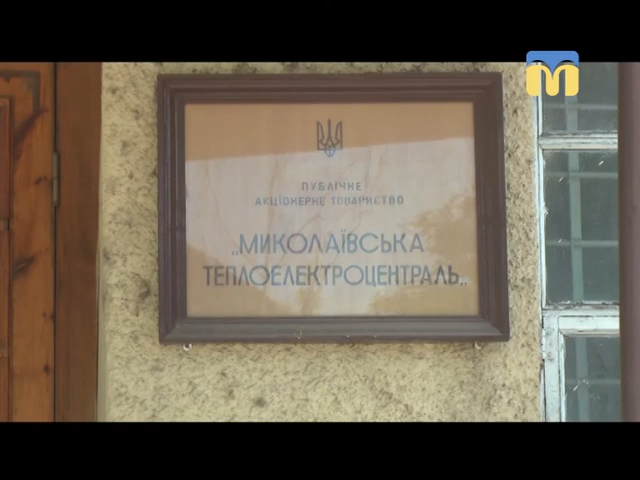 ПУБЛІЧНЕ
АКЦІОНЕРНЕ ТОВАРИСТВО
„МИКОЛАЇВСЬКА
ТЕПЛОЕЛЕКТРОЦЕНТРАЛЬ„